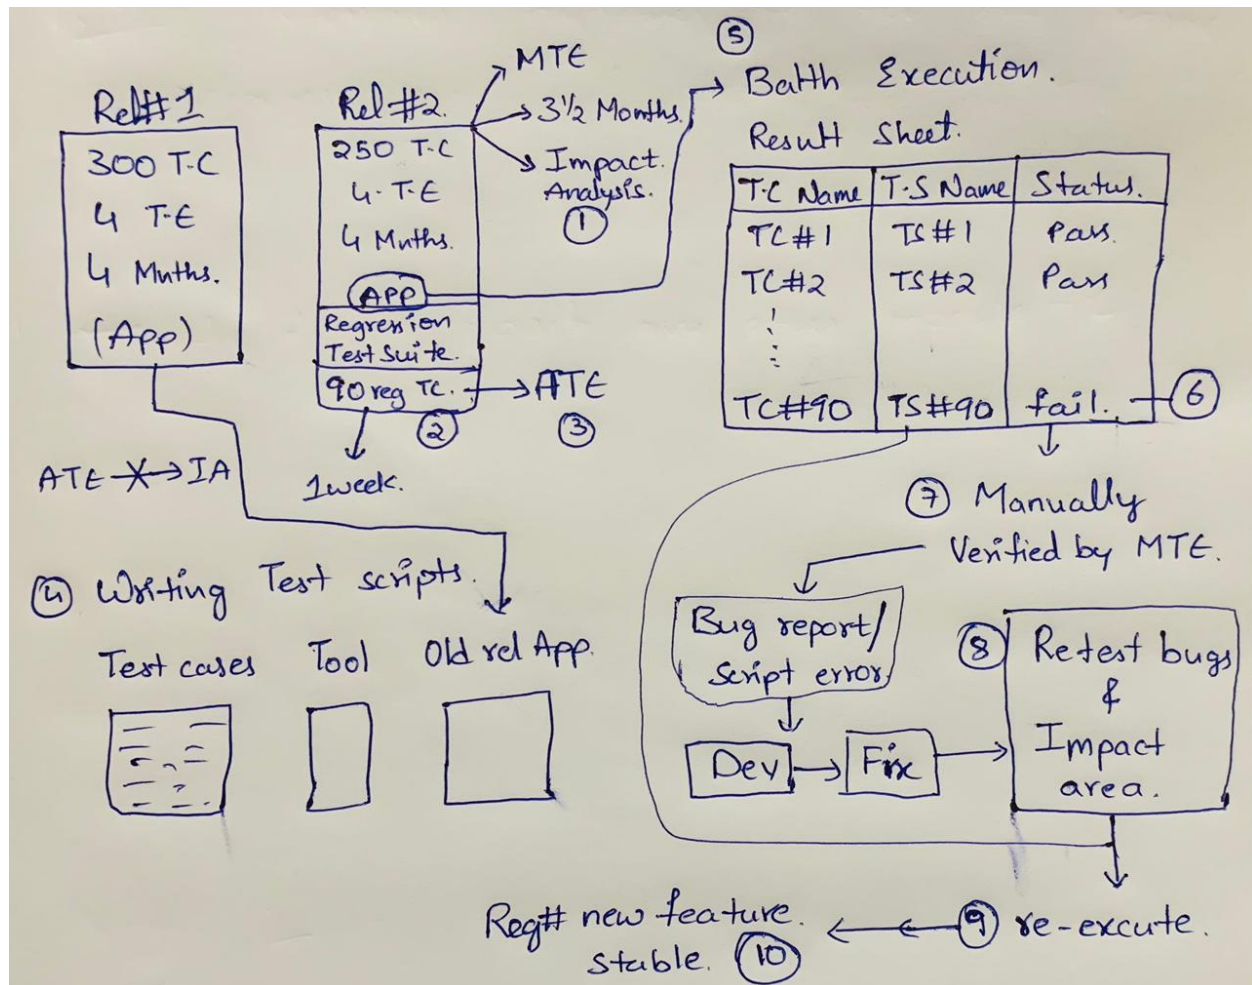 Rel#1
300 T-C
4 T-E
4 Mnths.
(App)
ATE → IA
Rel#2.
250 T-C
4-T-E
4 Mnths.
APP
Regression
Test Suite.
90 reg TC.
②
1week.
MTE
3½ Months.
Impact.
Analysis.
①
ATE
③
④ Writing Test scripts.
Test cases
Tool
Old rel App.
⑤
Batth Execution.
Result Sheet.
T-C Name T-S Name Status.
TC#1 TS#1 Pass.
TC#2 TS#2 Pass
TC#90 TS#90 fail. ⑥
⑦ Manually
Verified by MTE.
Bug report/
Script error.
Dev → Fix
⑧ Retest bugs
&
Impact
area.
⑨ re-excute.
Reg# new feature.
stable. ⑩